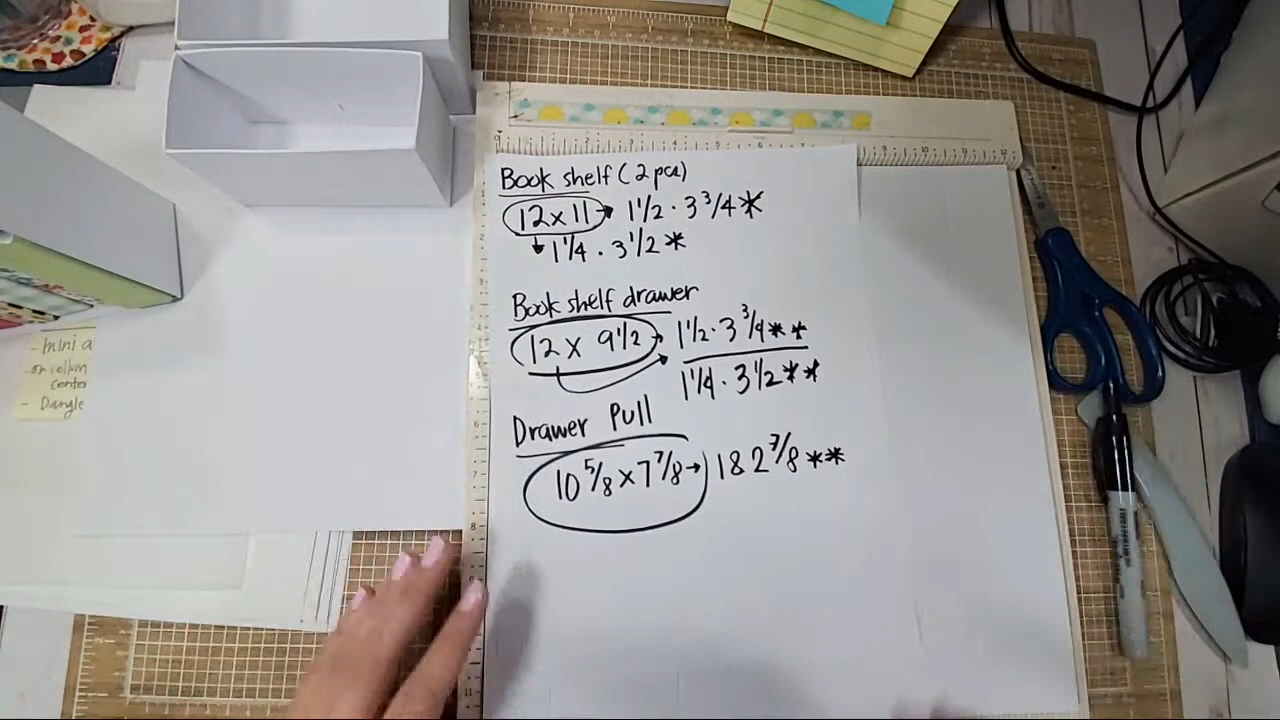 Book shelf (2 pcs)
12 x 11 → 1 1/2 · 3 3/4 *
↓ 1 1/4 · 3 1/2 *
Book shelf drawer
12 x 9 1/2 → 1 1/2 · 3 3/4 * *
1 1/4 · 3 1/2 * *
Drawer Pull
10 5/8 x 7 7/8 → 1 & 2 7/8 * *
- mini a
- or vellum
center
- Dangle